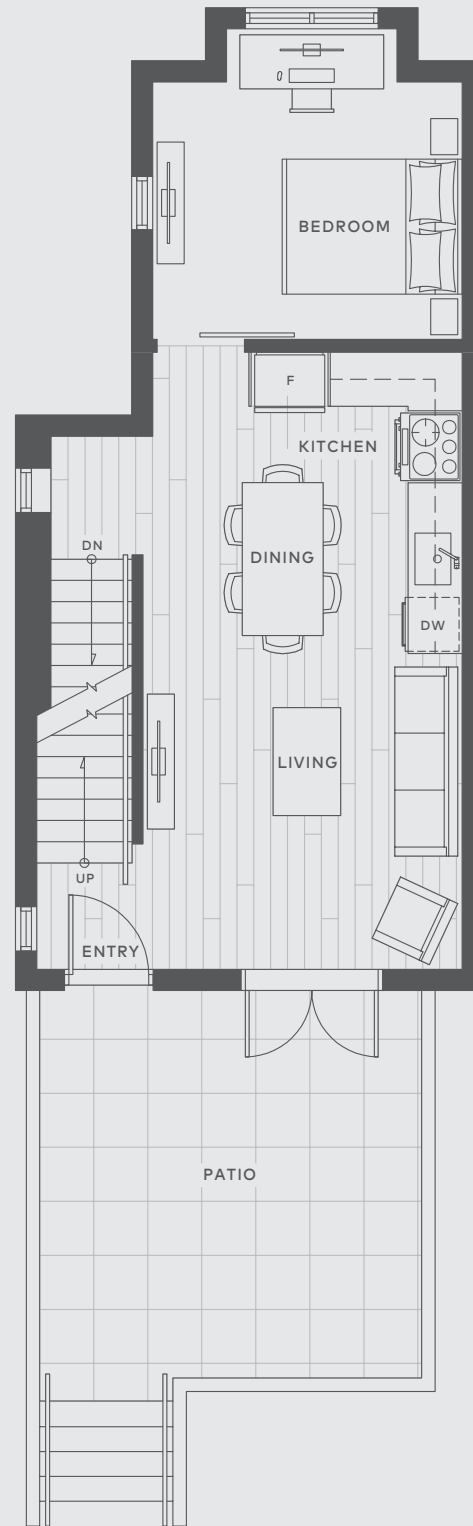 BEDROOM
F
KITCHEN
DN
DINING
DW
LIVING
UP
ENTRY
PATIO